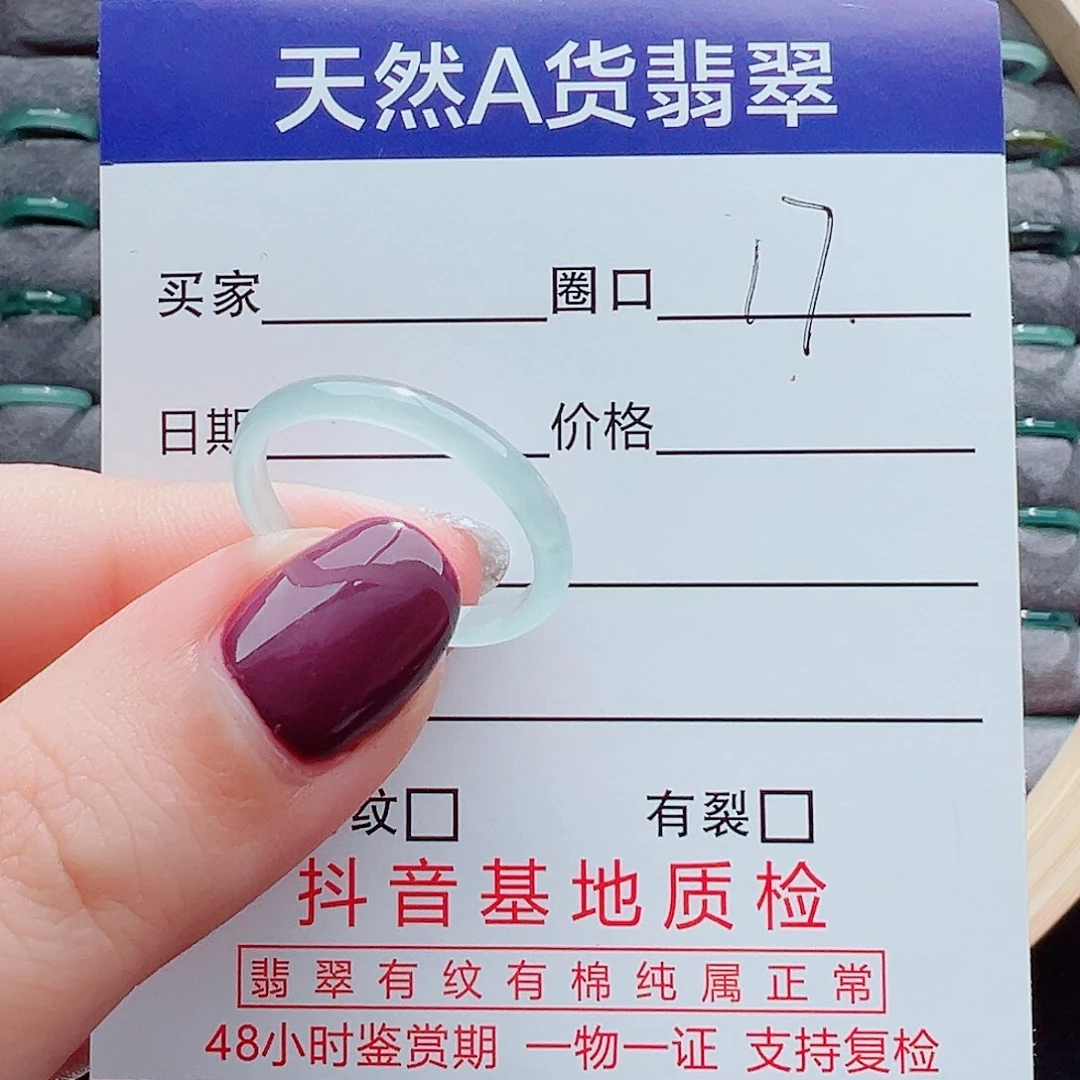 天然A货翡翠
买家 圈口 17.
日期 价格
纹□ 有裂□
抖音基地质检
翡翠有纹有棉纯属正常
48小时鉴赏期 一物一证 支持复检